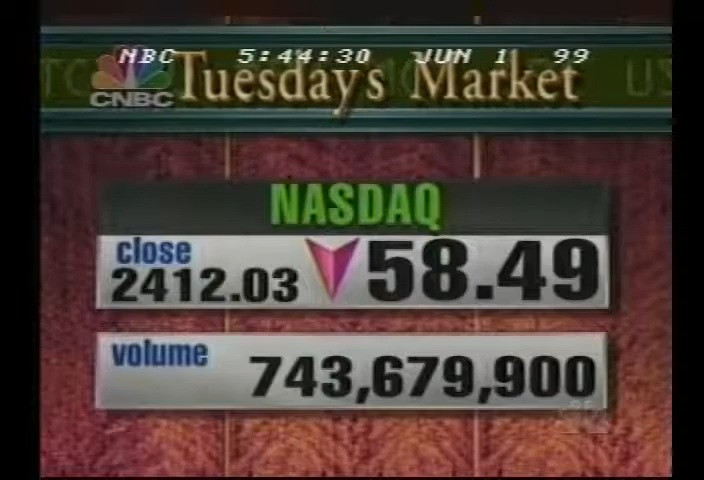 NBC 5:44:30 JUN 1 99
CNBC Tuesday's Market US
NASDAQ
close
2412.03 58.49
volume 743,679,900